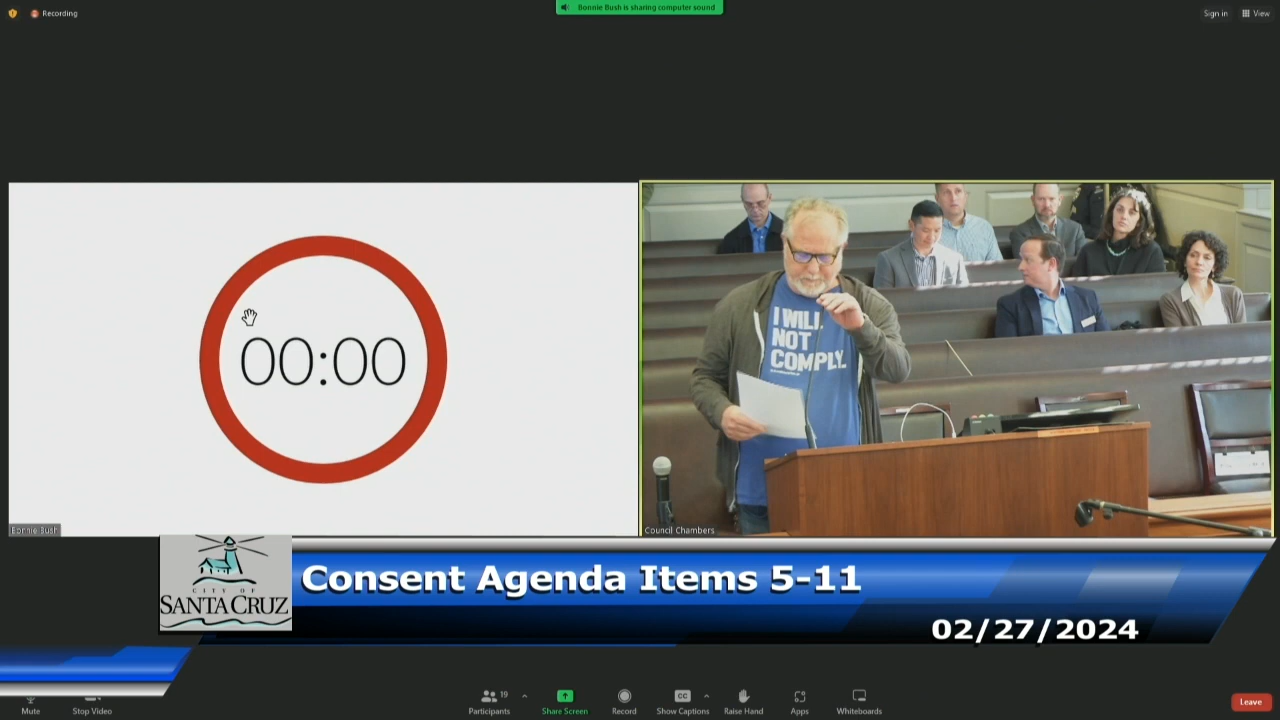 Recording
Bonnie Bush is sharing computer sound
Sign in
View
00:00
I WILL
NOT
COMPLY.
Bonnie Bush
Council Chambers
CITY OF
SANTA CRUZ
Consent Agenda Items 5-11
02/27/2024
Mute
Stop Video
Participants
19
Share Screen
Record
CC
Show Captions
Raise Hand
Apps
Whiteboards
Leave